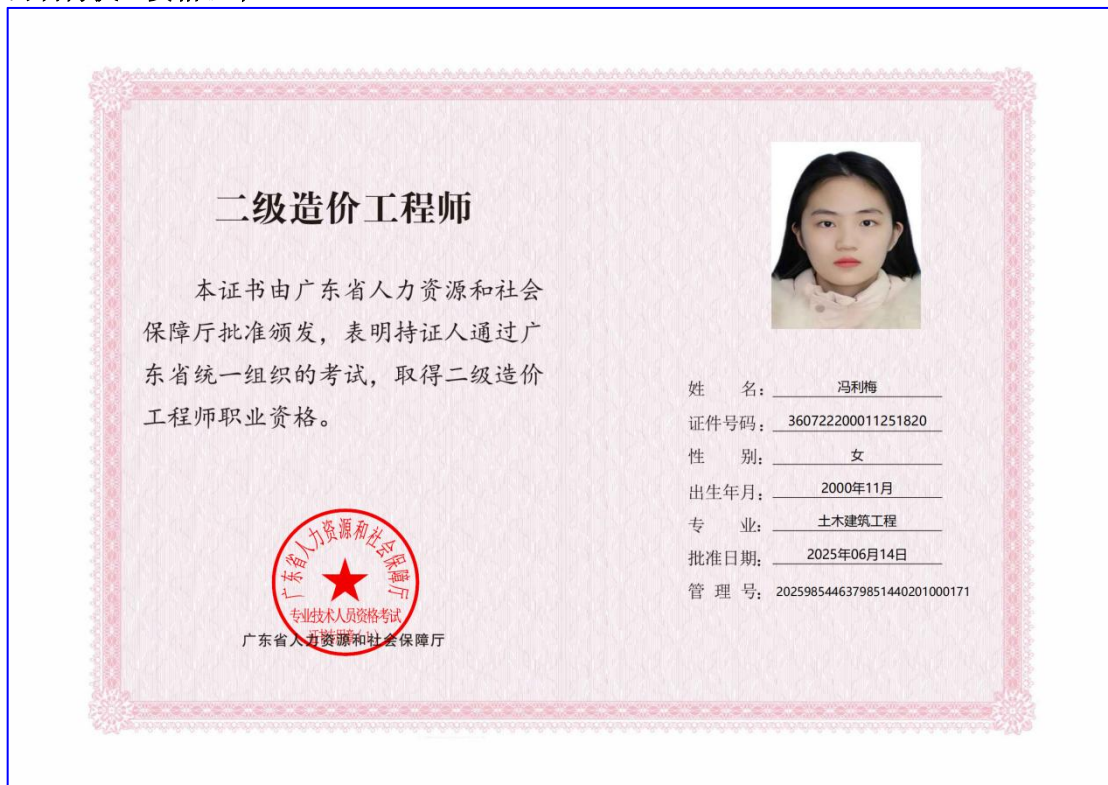 二级造价工程师
本证书由广东省人力资源和社会
保障厅批准颁发，表明持证人通过广
东省统一组织的考试，取得二级造价
工程师职业资格。
姓 名： 冯利梅
证件号码： 360722200011251820
性 别： 女
出生年月： 2000年11月
专 业： 土木建筑工程
批准日期： 2025年06月14日
管 理 号： 2025985446379851440201000171
广东省人力资源和社会保障厅
专业技术人员资格考试
广东省人力资源和社会保障厅